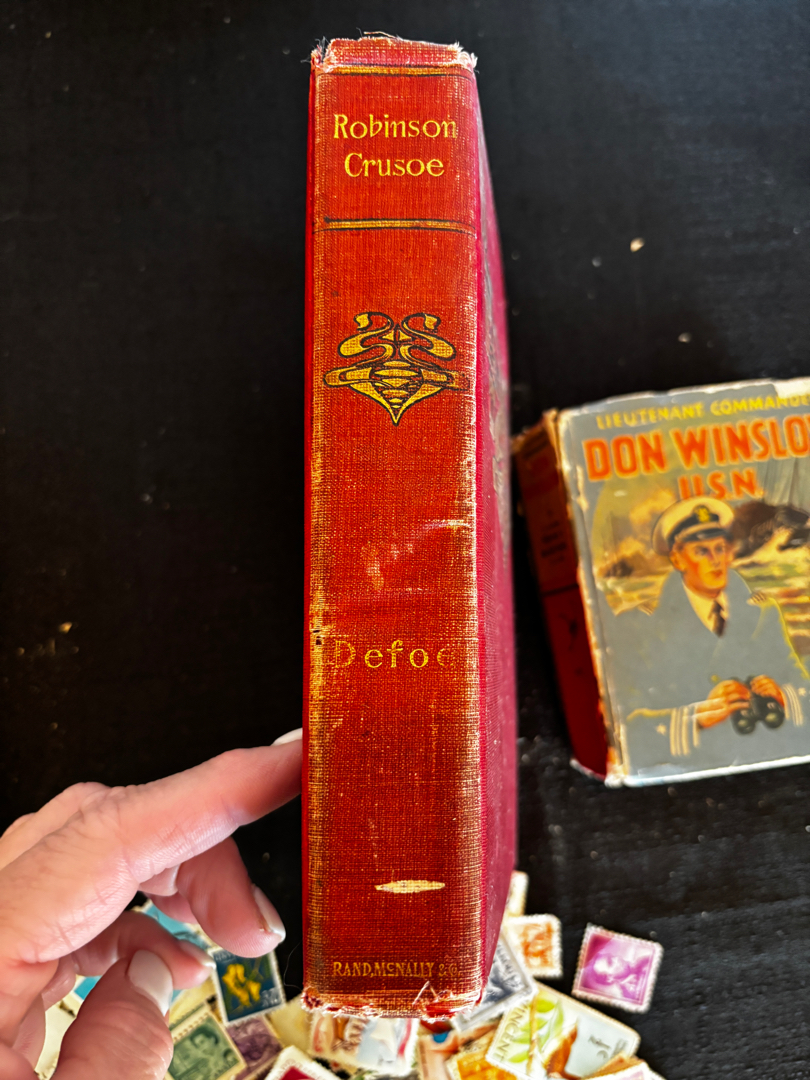 Robinson
Crusoe
Defoe
RAND, MCNALLY & CO.
LIEUTENANT COMMANDER
DON WINSLOW
U.S.N.